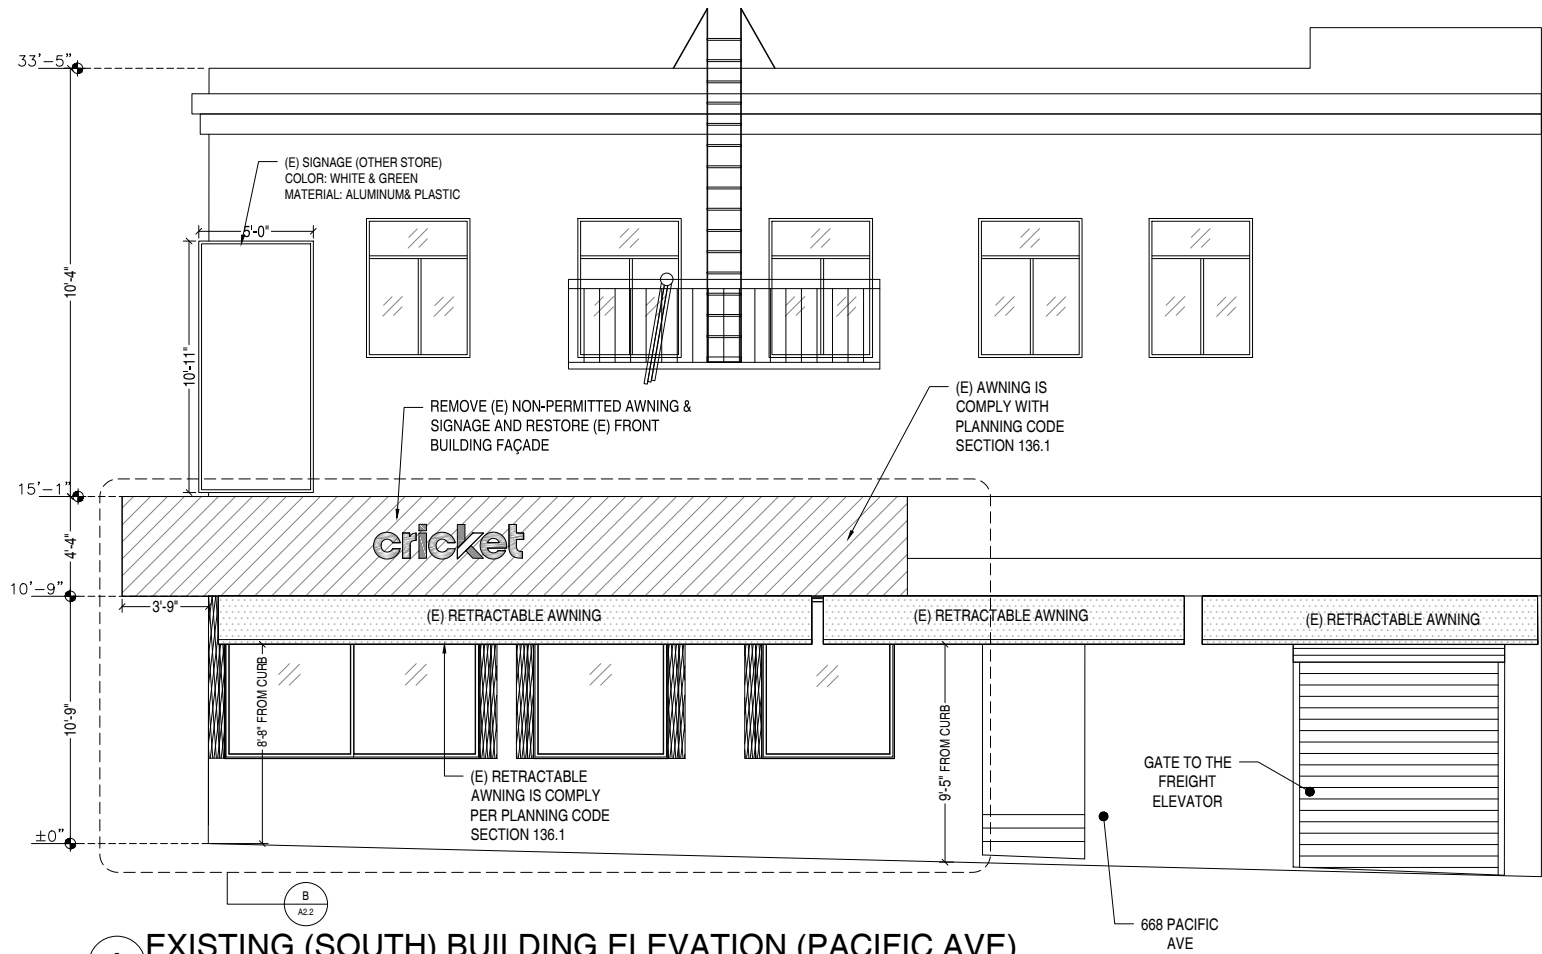 33'-5"
(E) SIGNAGE (OTHER STORE)
COLOR: WHITE & GREEN
MATERIAL: ALUMINUM& PLASTIC
5'-0"
10'-4"
10'-11"
REMOVE (E) NON-PERMITTED AWNING &
SIGNAGE AND RESTORE (E) FRONT
BUILDING FAÇADE
(E) AWNING IS
COMPLY WITH
PLANNING CODE
SECTION 136.1
15'-1"
4'-4"
cricket
10'-9"
3'-9"
(E) RETRACTABLE AWNING
(E) RETRACTABLE AWNING
(E) RETRACTABLE AWNING
10'-9"
8'-8" FROM CURB
9'-5" FROM CURB
(E) RETRACTABLE
AWNING IS COMPLY
PER PLANNING CODE
SECTION 136.1
GATE TO THE
FREIGHT
ELEVATOR
±0"
B
A2.2
668 PACIFIC
AVE
EXISTING (SOUTH) BUILDING ELEVATION (PACIFIC AVE)